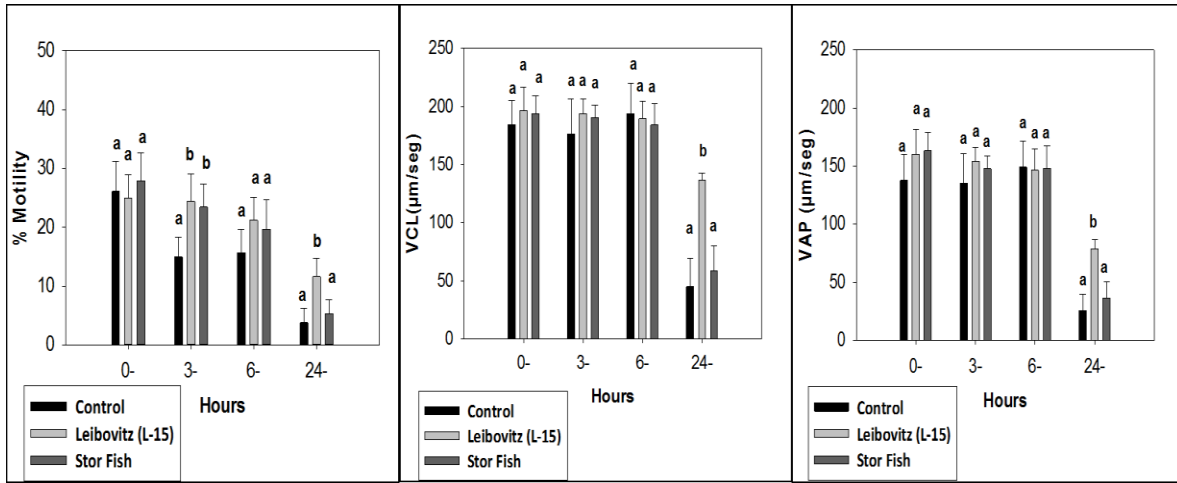 50
40
30
20
10
0
% Motility
a a a
a b b
a a a
a b a
0- 3- 6- 24-
Hours
Control
Leibovitz (L-15)
Stor Fish
250
200
150
100
50
0
VCL(µm/seg)
a a a
a a a
a a a
a b a
0- 3- 6- 24-
Hours
Control
Leibovitz (L-15)
Stor Fish
250
200
150
100
50
0
VAP (µm/seg)
a a a
a a a
a a a
a b a
0- 3- 6- 24-
Hours
Control
Leibovitz (L-15)
Stor Fish